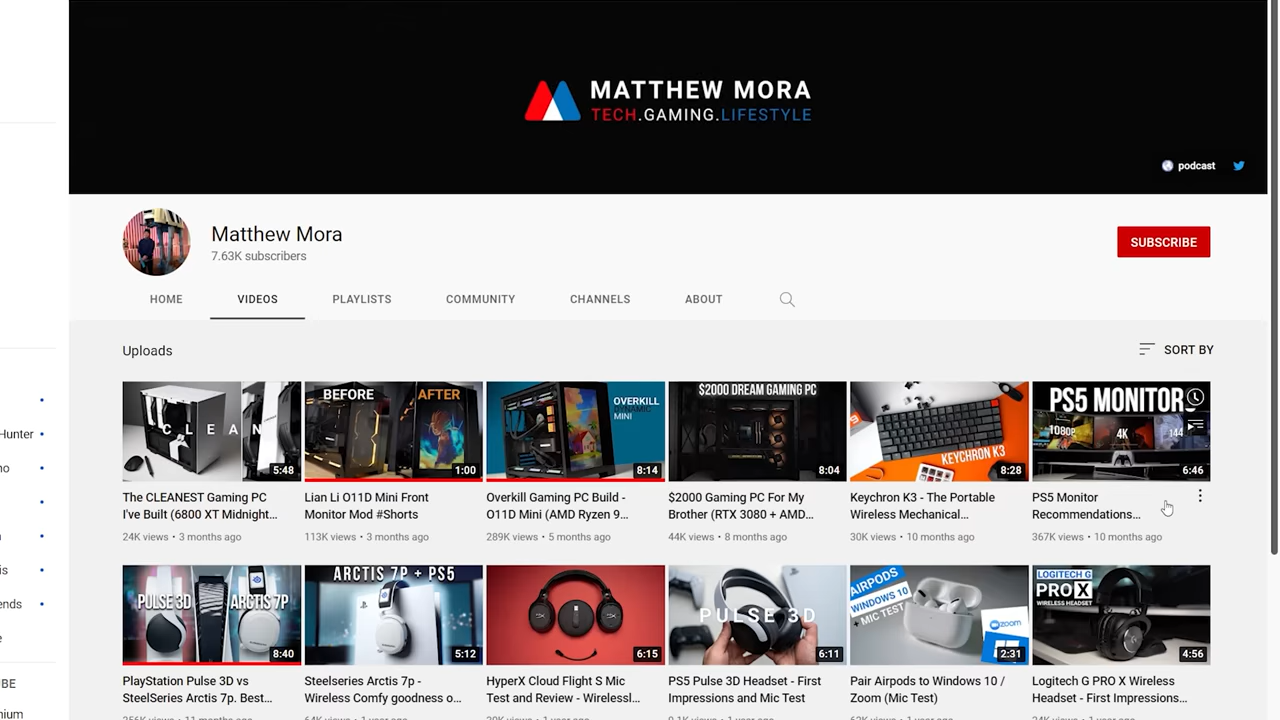 MATTHEW MORA
TECH.GAMING.LIFESTYLE
podcast
Matthew Mora
7.63K subscribers
SUBSCRIBE
HOME VIDEOS PLAYLISTS COMMUNITY CHANNELS ABOUT
Uploads
SORT BY
CLEAN
5:48
BEFORE AFTER
1:00
OVERKILL
DYNAMIC
MINI
8:14
$2000 DREAM GAMING PC
8:04
KEYCHRON K3
8:28
PS5 MONITOR
1080P 4K 144
6:46
The CLEANEST Gaming PC
I've Built (6800 XT Midnight...
24K views • 3 months ago
Lian Li O11D Mini Front
Monitor Mod #Shorts
113K views • 3 months ago
Overkill Gaming PC Build -
O11D Mini (AMD Ryzen 9...
289K views • 5 months ago
$2000 Gaming PC For My
Brother (RTX 3080 + AMD...
44K views • 8 months ago
Keychron K3 - The Portable
Wireless Mechanical...
30K views • 10 months ago
PS5 Monitor
Recommendations...
367K views • 10 months ago
Hunter
ho
is
ends
e
BE
mium
PULSE 3D ARCTIS 7P
8:40
ARCTIS 7P + PS5
5:12
6:15
PULSE 3D
6:11
AIRPODS
WINDOWS 10
+ MIC TEST
zoom
2:31
LOGITECH G
PRO X
WIRELESS HEADSET
4:56
PlayStation Pulse 3D vs
SteelSeries Arctis 7p. Best...
Steelseries Arctis 7p -
Wireless Comfy goodness o...
HyperX Cloud Flight S Mic
Test and Review - Wirelessl...
PS5 Pulse 3D Headset - First
Impressions and Mic Test
Pair Airpods to Windows 10 /
Zoom (Mic Test)
Logitech G PRO X Wireless
Headset - First Impressions...